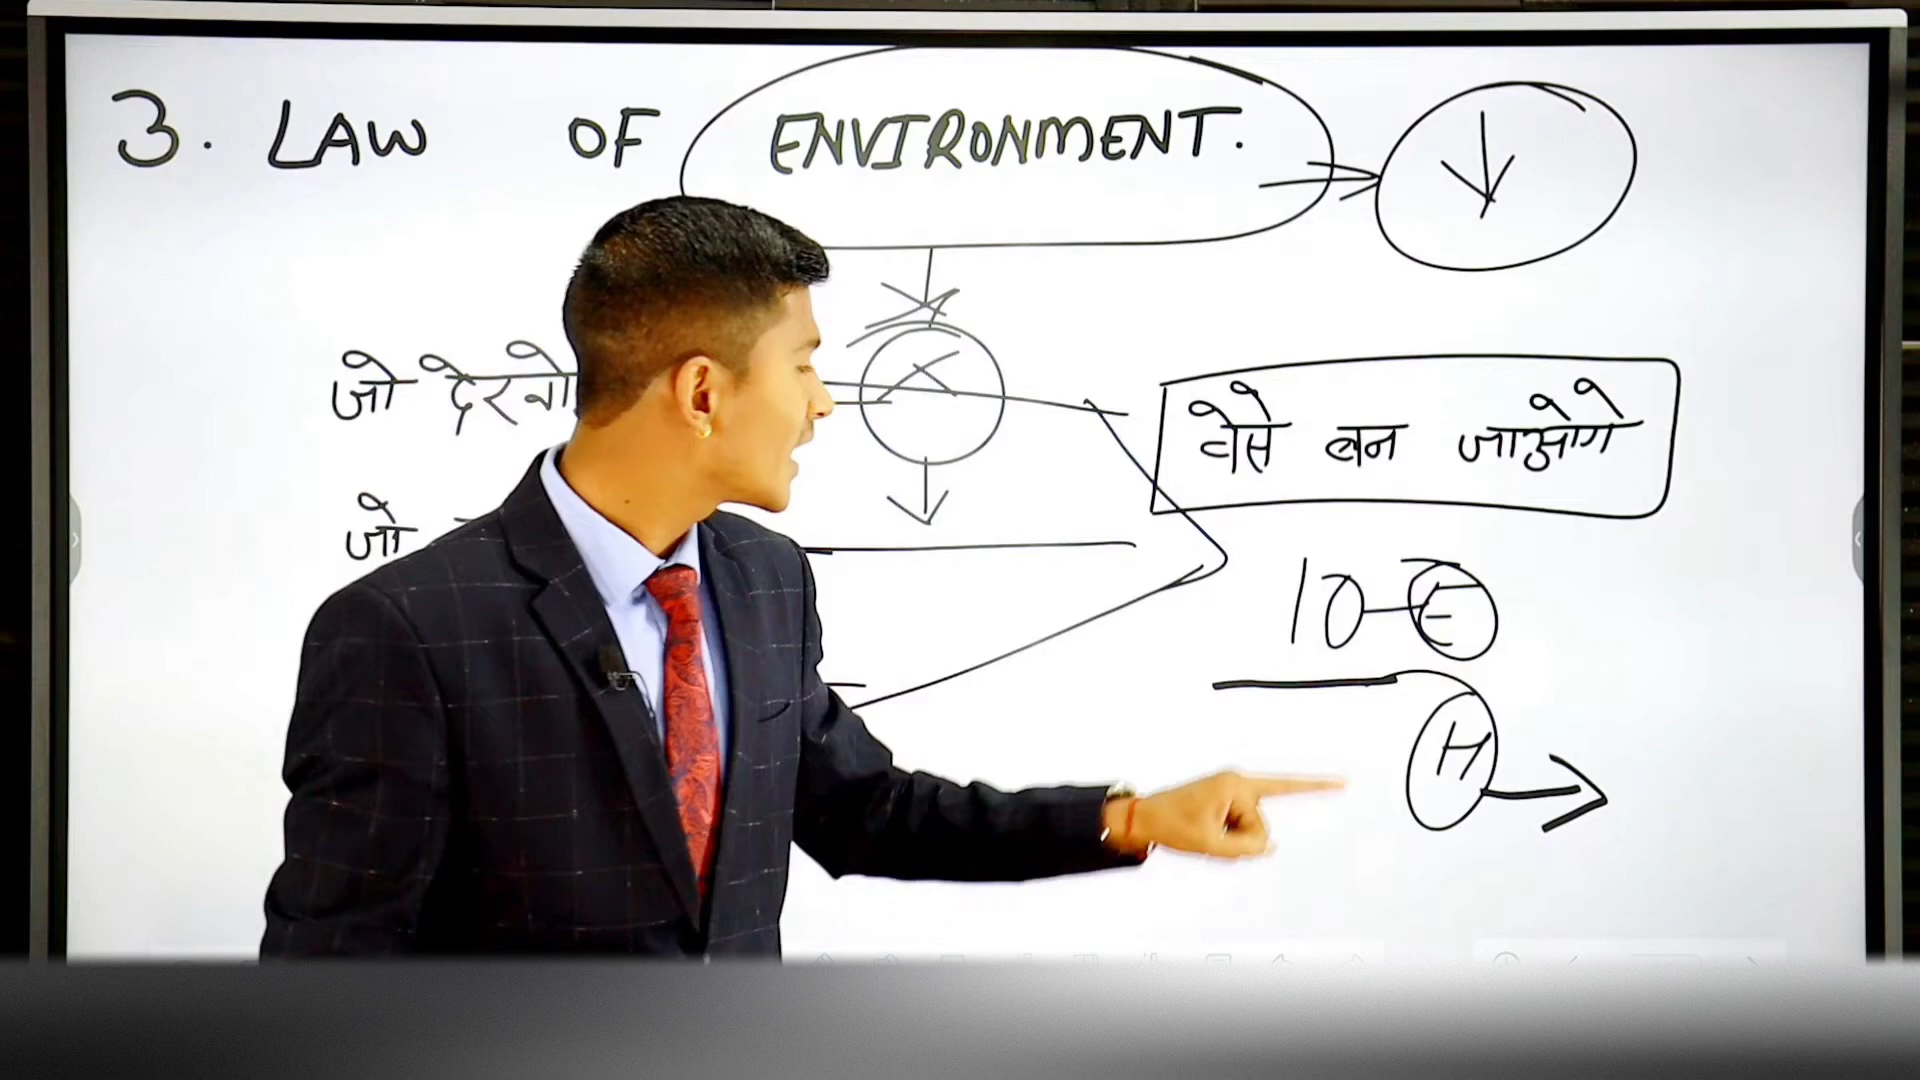 3. LAW OF ENVIRONMENT.
जो देखो
वैसे बन जाओगे
जो
10 E
H